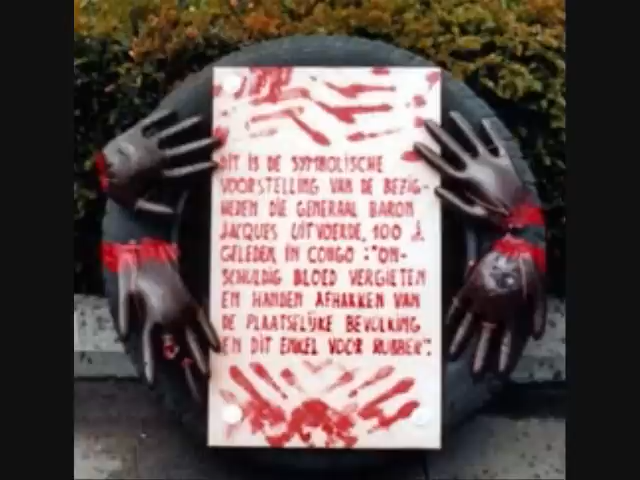 DIT IS DE SYMBOLISCHE
VOORSTELLING VAN DE BEZIG-
HEDEN DIE GENERAAL BARON
JACQUES UITVOERDE, 100 J.
GELEDEN IN CONGO : "ON-
SCHULDIG BLOED VERGIETEN
EN HANDEN AFHAKKEN VAN
DE PLAATSELIJKE BEVOLKING
EN DIT ENKEL VOOR RUBBER".